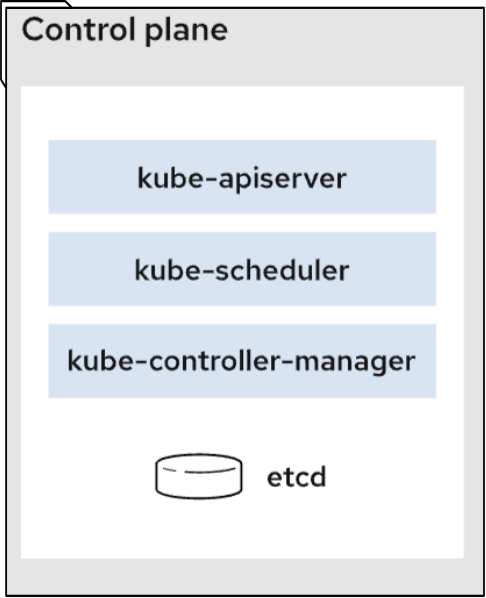 Control plane
kube-apiserver
kube-scheduler
kube-controller-manager
etcd